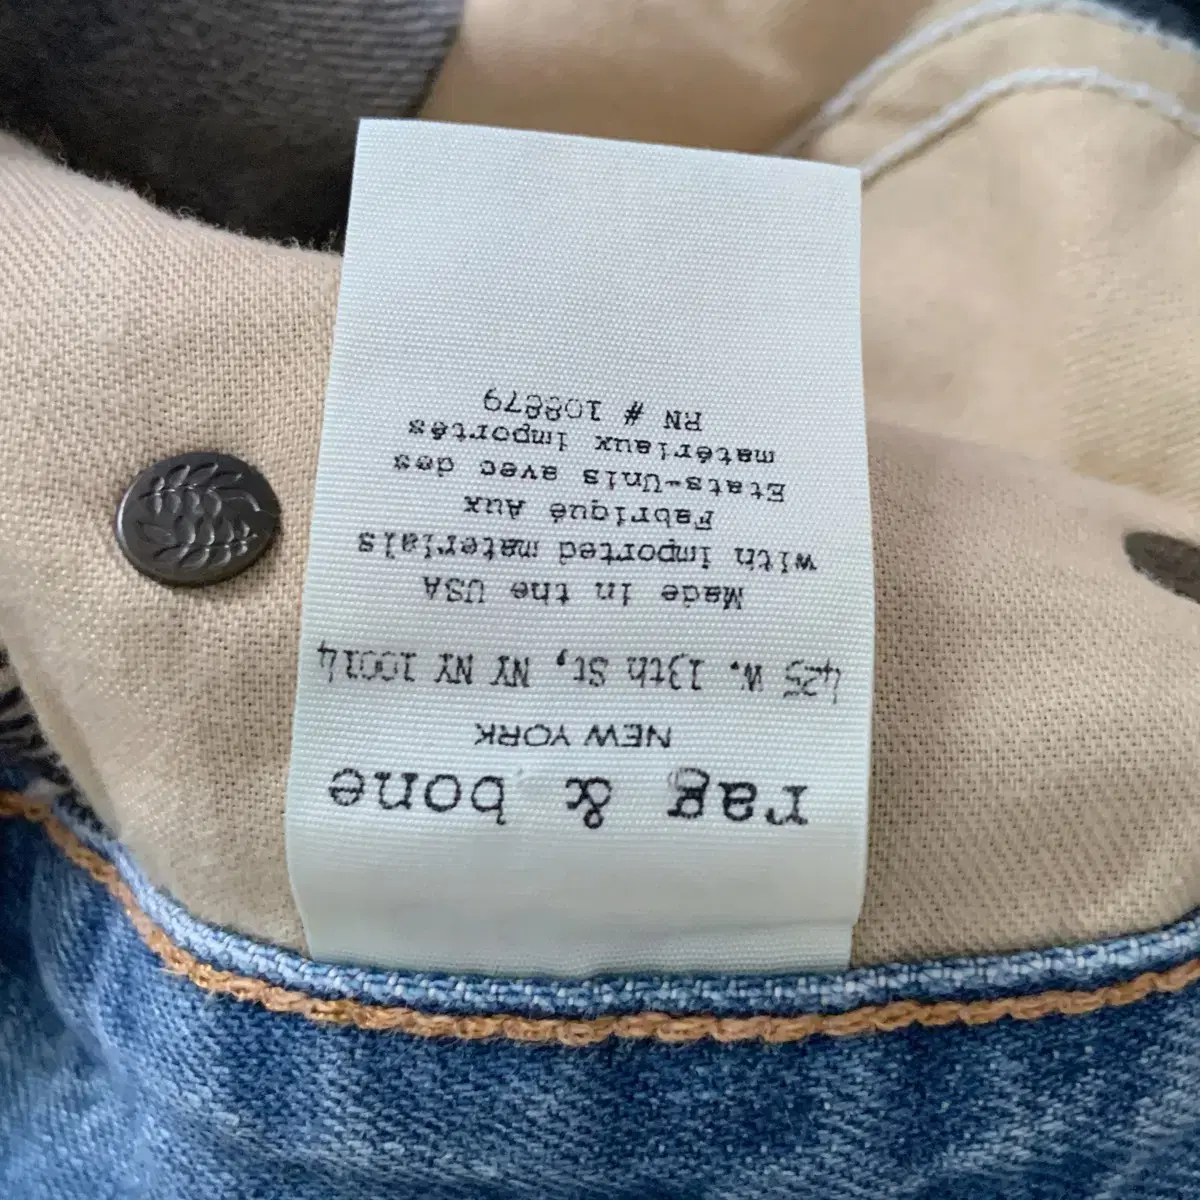 rag & bone
NEW YORK
425 W. 13th St, NY NY 10014
Made in the USA
with imported materials
Fabriqué Aux
Etats-Unis avec des
matériaux importés
RN # 108879